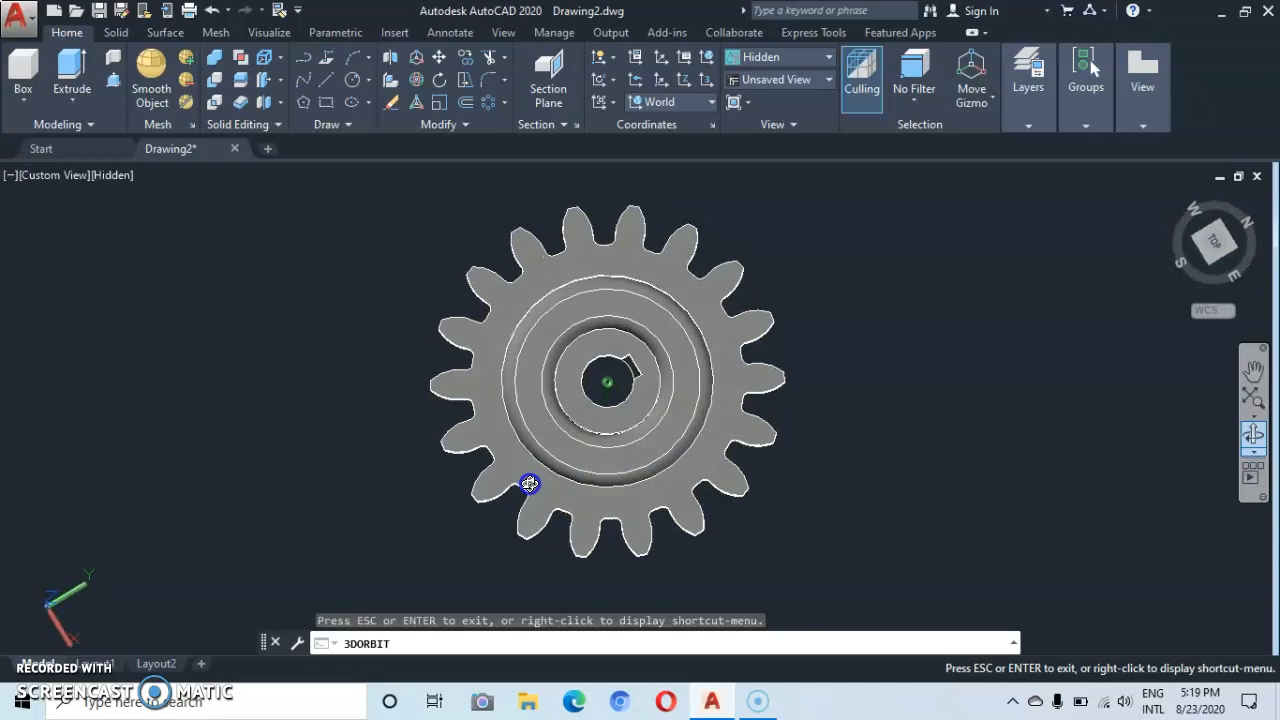 Autodesk AutoCAD 2020 Drawing2.dwg
Type a keyword or phrase
Sign In
Home Solid Surface Mesh Visualize Parametric Insert Annotate View Manage Output Add-ins Collaborate Express Tools Featured Apps
Box
Extrude
Smooth
Object
Section
Plane
World
Hidden
Unsaved View
Culling
No Filter
Move
Gizmo
Layers
Groups
View
Modeling Mesh Solid Editing Draw Modify Section Coordinates View Selection
Start Drawing2*
[−][Custom View][Hidden]
W
N
TOP
S
E
WCS
Y
Z
X
Press ESC or ENTER to exit, or right-click to display shortcut-menu.
3DORBIT
Model
Layout2
Press ESC or ENTER to exit, or right-click to display shortcut-menu.
RECORDED WITH
SCREENCAST MATIC
Type here to search
ENG
INTL
5:19 PM
8/23/2020